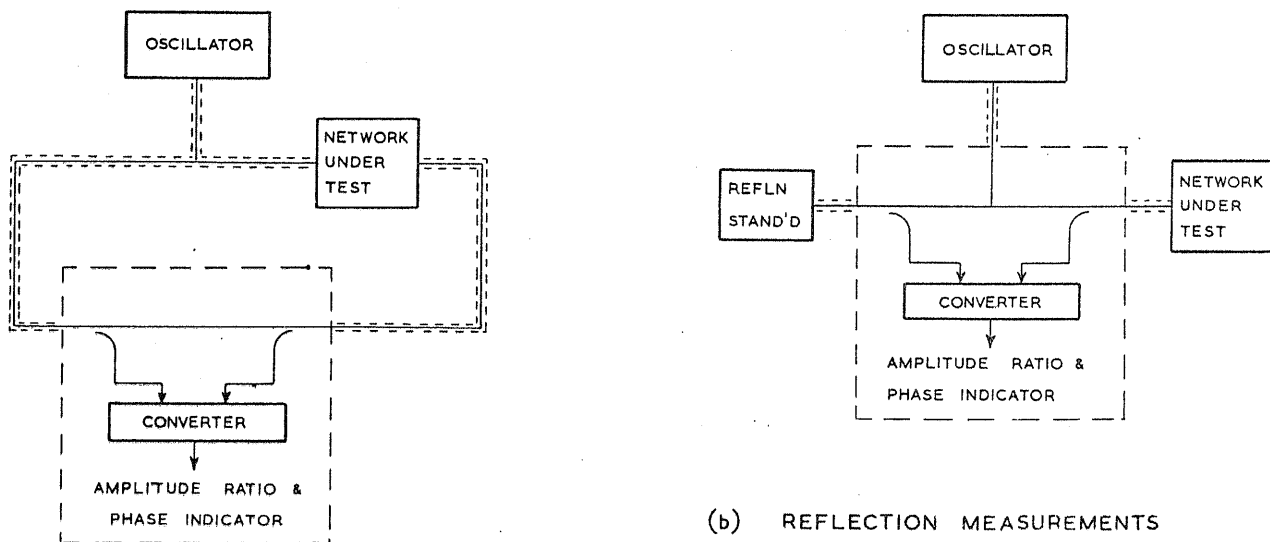 OSCILLATOR
NETWORK
UNDER
TEST
CONVERTER
AMPLITUDE RATIO &
PHASE INDICATOR
OSCILLATOR
REFLN
STAND'D
NETWORK
UNDER
TEST
CONVERTER
AMPLITUDE RATIO &
PHASE INDICATOR
(b) REFLECTION MEASUREMENTS